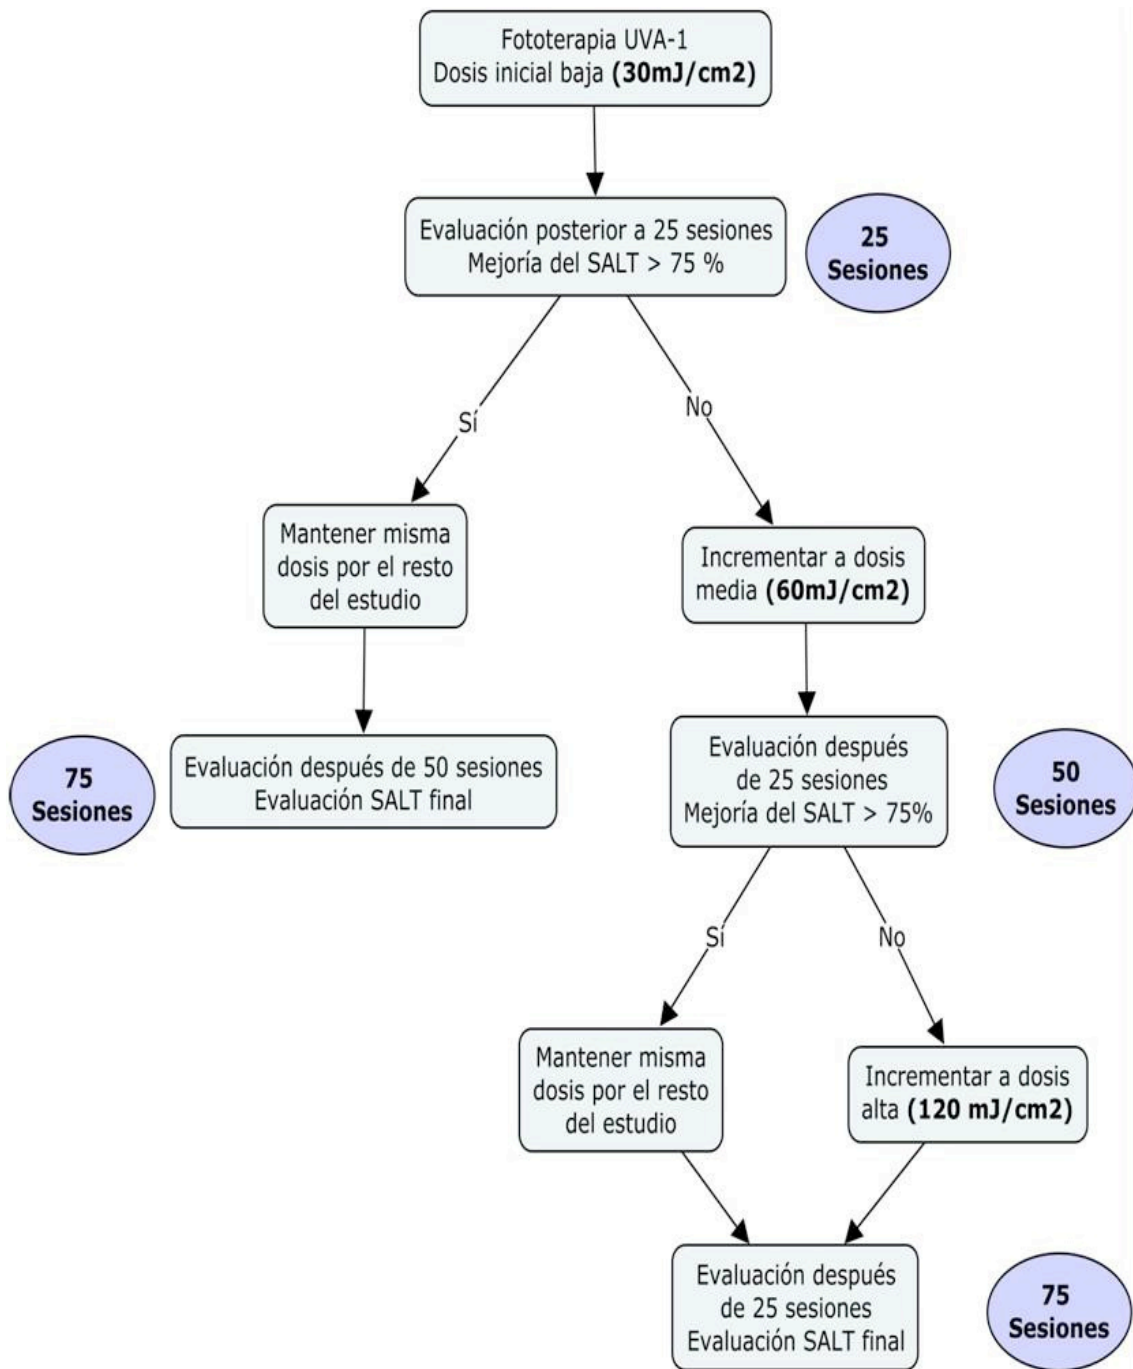 Fototerapia UVA-1
Dosis inicial baja (30mJ/cm2)
Evaluación posterior a 25 sesiones
Mejoría del SALT > 75 %
25
Sesiones
Sí
No
Mantener misma
dosis por el resto
del estudio
Incrementar a dosis
media (60mJ/cm2)
75
Sesiones
Evaluación después de 50 sesiones
Evaluación SALT final
Evaluación después
de 25 sesiones
Mejoría del SALT > 75%
50
Sesiones
Sí
No
Mantener misma
dosis por el resto
del estudio
Incrementar a dosis
alta (120 mJ/cm2)
Evaluación después
de 25 sesiones
Evaluación SALT final
75
Sesiones